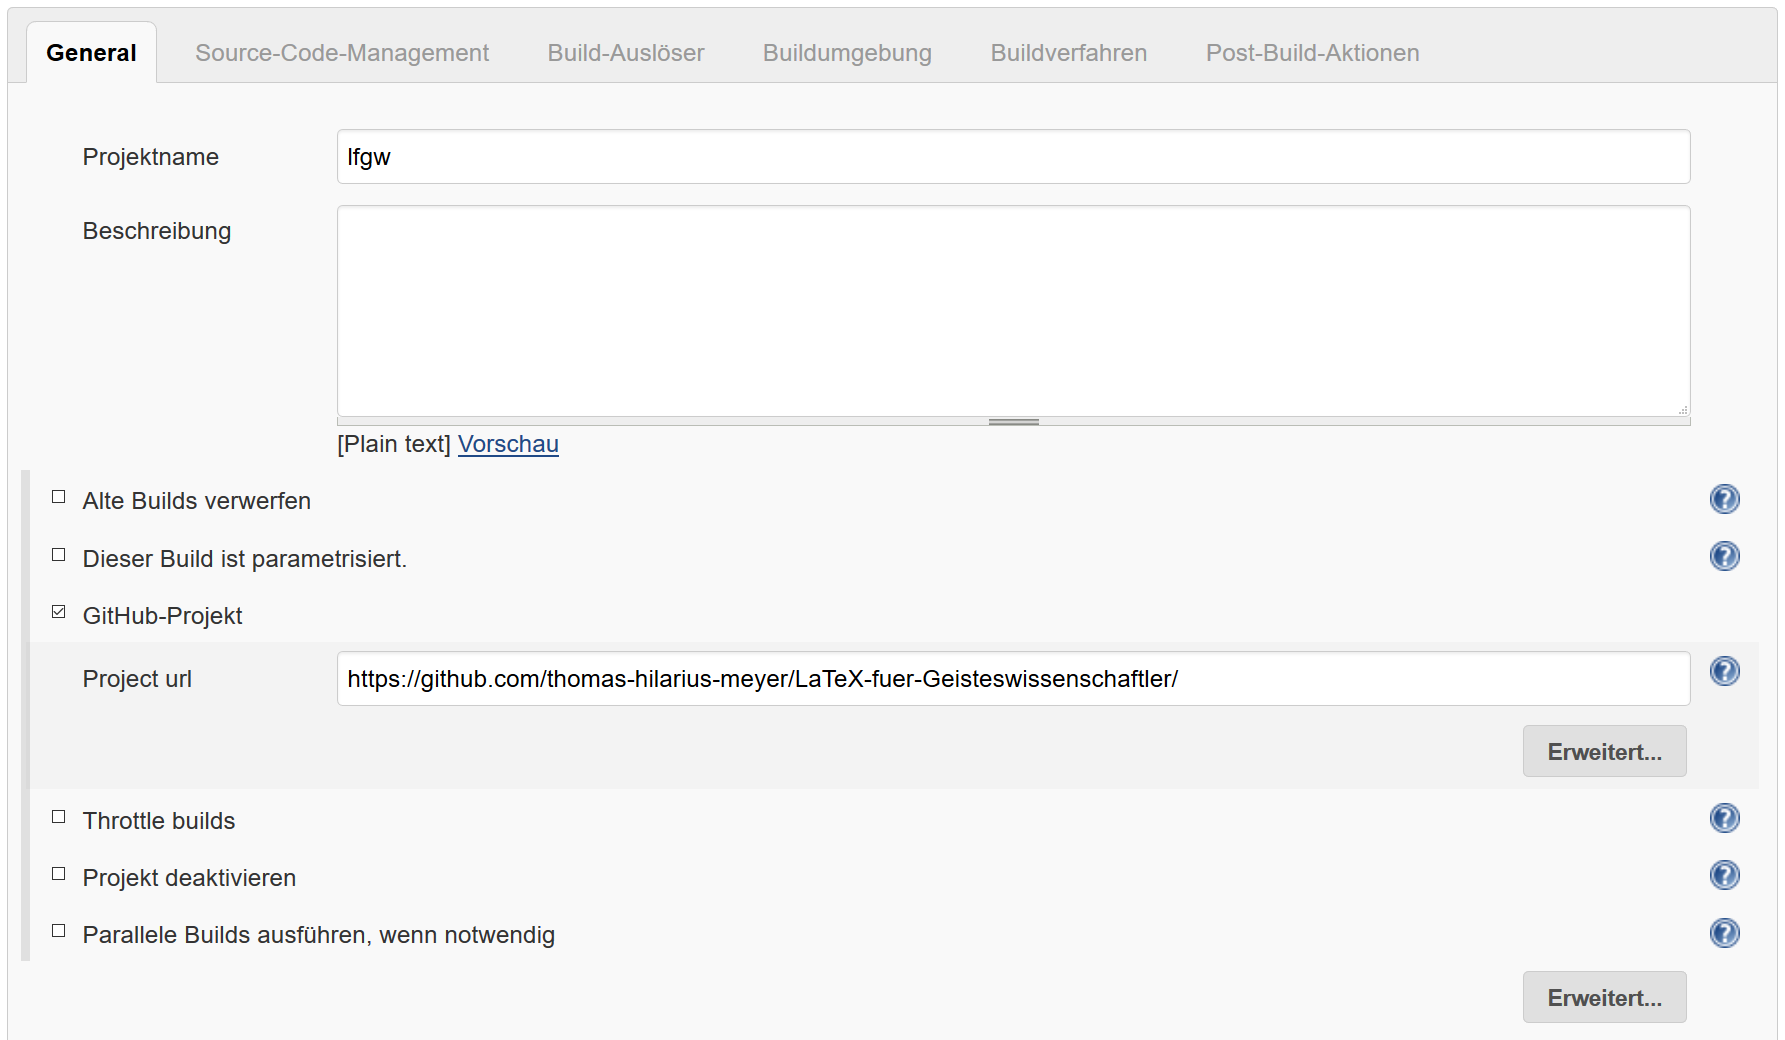 General Source-Code-Management Build-Auslöser Buildumgebung Buildverfahren Post-Build-Aktionen
Projektname lfgw
Beschreibung
[Plain text] Vorschau
Alte Builds verwerfen
Dieser Build ist parametrisiert.
GitHub-Projekt
Project url https://github.com/thomas-hilarius-meyer/LaTeX-fuer-Geisteswissenschaftler/
Erweitert...
Throttle builds
Projekt deaktivieren
Parallele Builds ausführen, wenn notwendig
Erweitert...